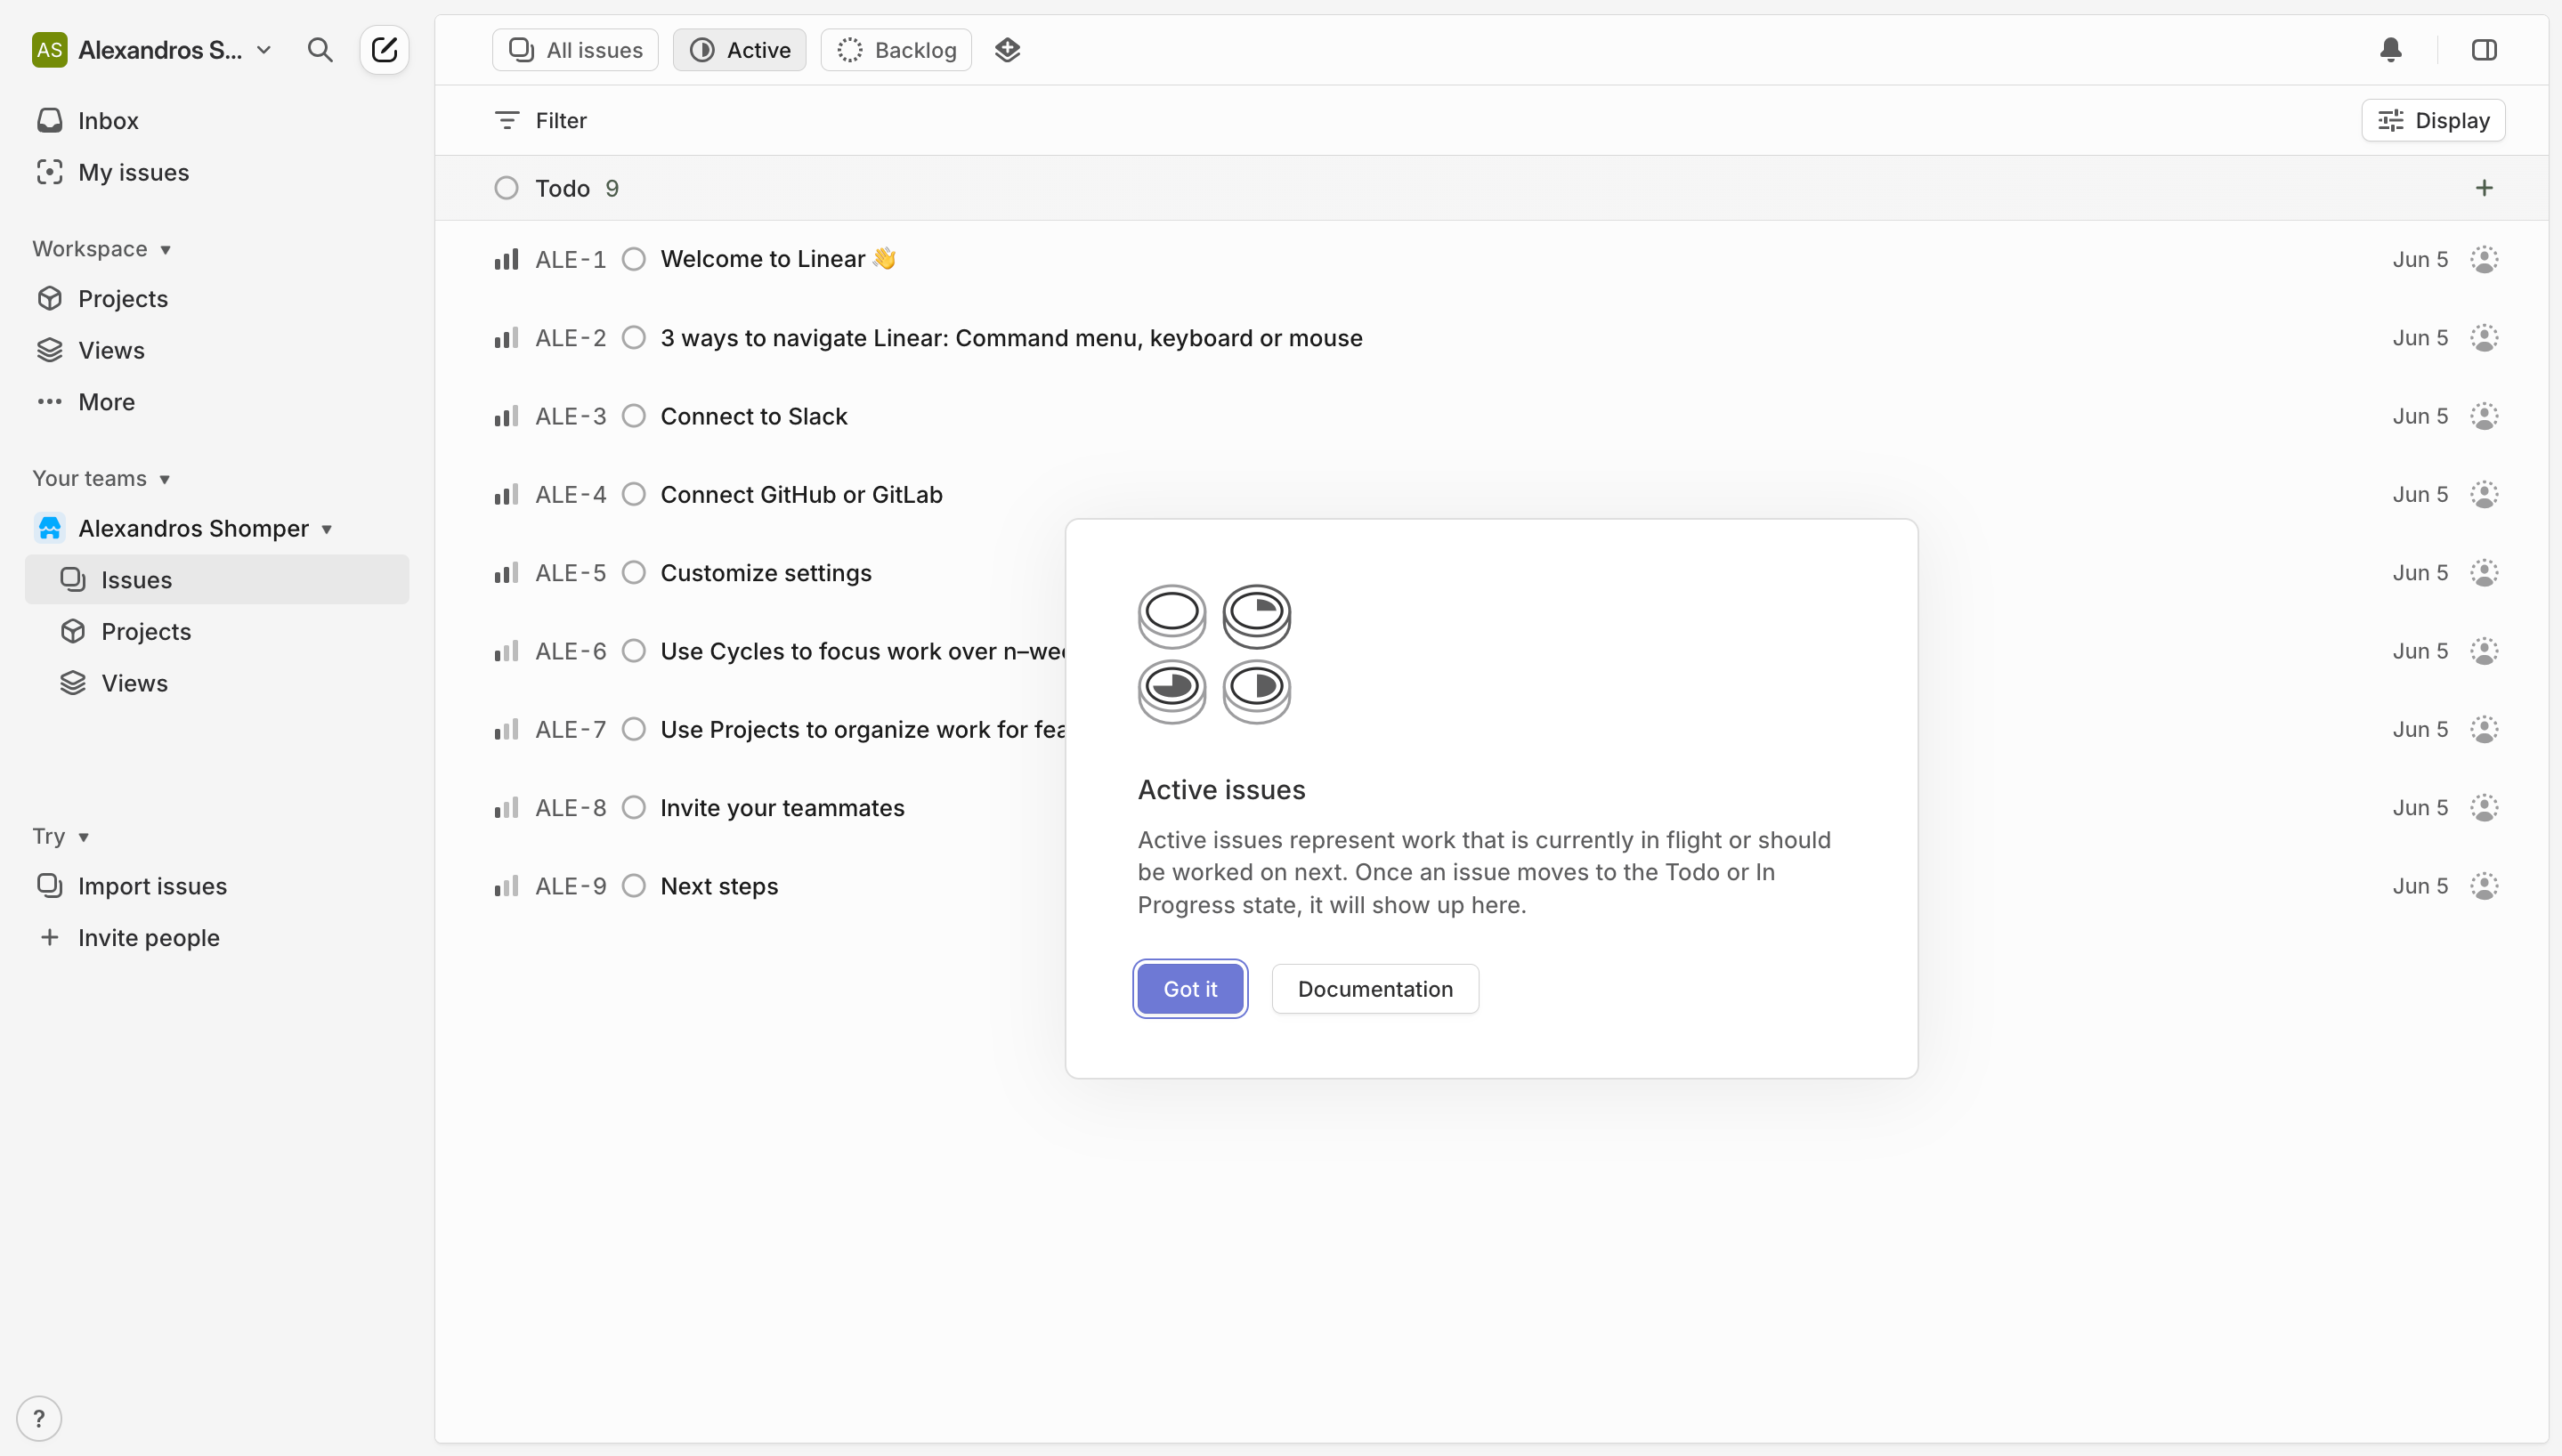 AS Alexandros S...
Inbox
My issues
Workspace
Projects
Views
More
Your teams
Alexandros Shomper
Issues
Projects
Views
Try
Import issues
Invite people
?
All issues Active Backlog
Filter Display
Todo 9
ALE-1 Welcome to Linear 👋 Jun 5
ALE-2 3 ways to navigate Linear: Command menu, keyboard or mouse Jun 5
ALE-3 Connect to Slack Jun 5
ALE-4 Connect GitHub or GitLab Jun 5
ALE-5 Customize settings Jun 5
ALE-6 Use Cycles to focus work over Jun 5
ALE-7 Use Projects to organize work for Jun 5
ALE-8 Invite your teammates Jun 5
ALE-9 Next steps Jun 5
Active issues
Active issues represent work that is currently in flight or should
be worked on next. Once an issue moves to the Todo or In
Progress state, it will show up here.
Got it Documentation